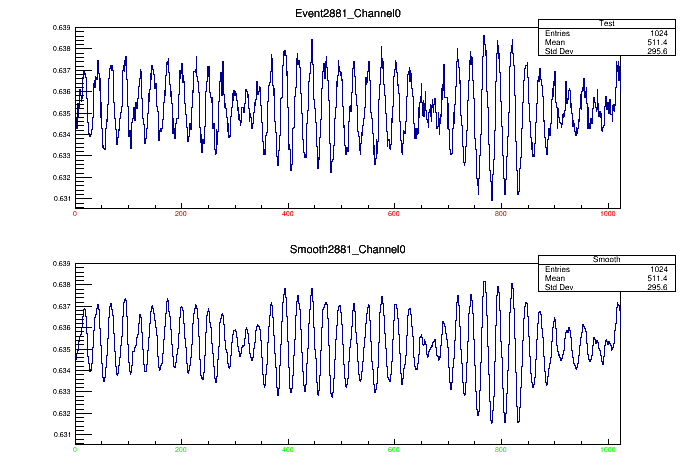 Event2881_Channel0
Test
Entries 1024
Mean 511.4
Std Dev 295.6
0.639
0.638
0.637
0.636
0.635
0.634
0.633
0.632
0.631
0 200 400 600 800 1000
Smooth2881_Channel0
Smooth
Entries 1024
Mean 511.4
Std Dev 295.6
0.639
0.638
0.637
0.636
0.635
0.634
0.633
0.632
0.631
0 200 400 600 800 1000